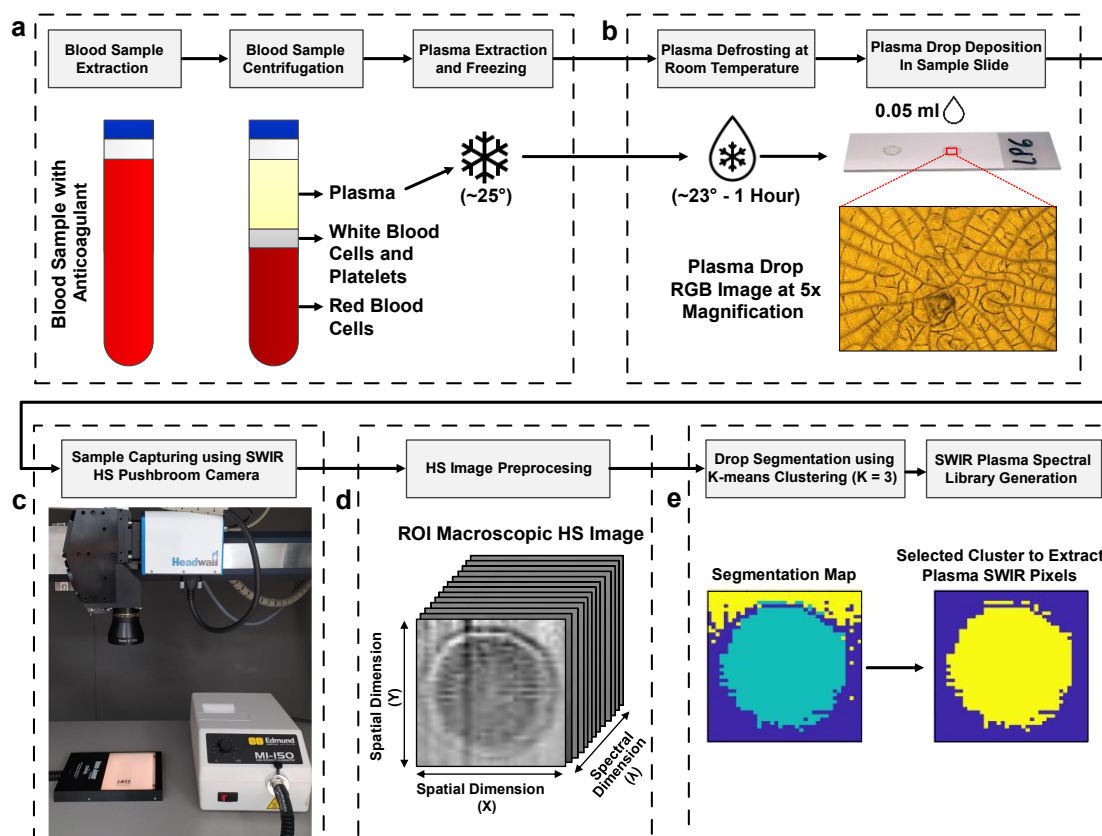 a
Blood Sample
Extraction
Blood Sample
Centrifugation
Plasma Extraction
and Freezing
b
Plasma Defrosting at
Room Temperature
Plasma Drop Deposition
In Sample Slide
Blood Sample with
Anticoagulant
Plasma
White Blood
Cells and
Platelets
Red Blood
Cells
(~25°)
(~23° - 1 Hour)
0.05 ml
LP6
Plasma Drop
RGB Image at 5x
Magnification
Sample Capturing using SWIR
HS Pushbroom Camera
HS Image Preprocesing
Drop Segmentation using
K-means Clustering (K = 3)
SWIR Plasma Spectral
Library Generation
c
Headwall
Edmund
MI-150
d
ROI Macroscopic HS Image
Spatial Dimension
(Y)
Spatial Dimension
(X)
Spectral
Dimension
(λ)
e
Segmentation Map
Selected Cluster to Extract
Plasma SWIR Pixels